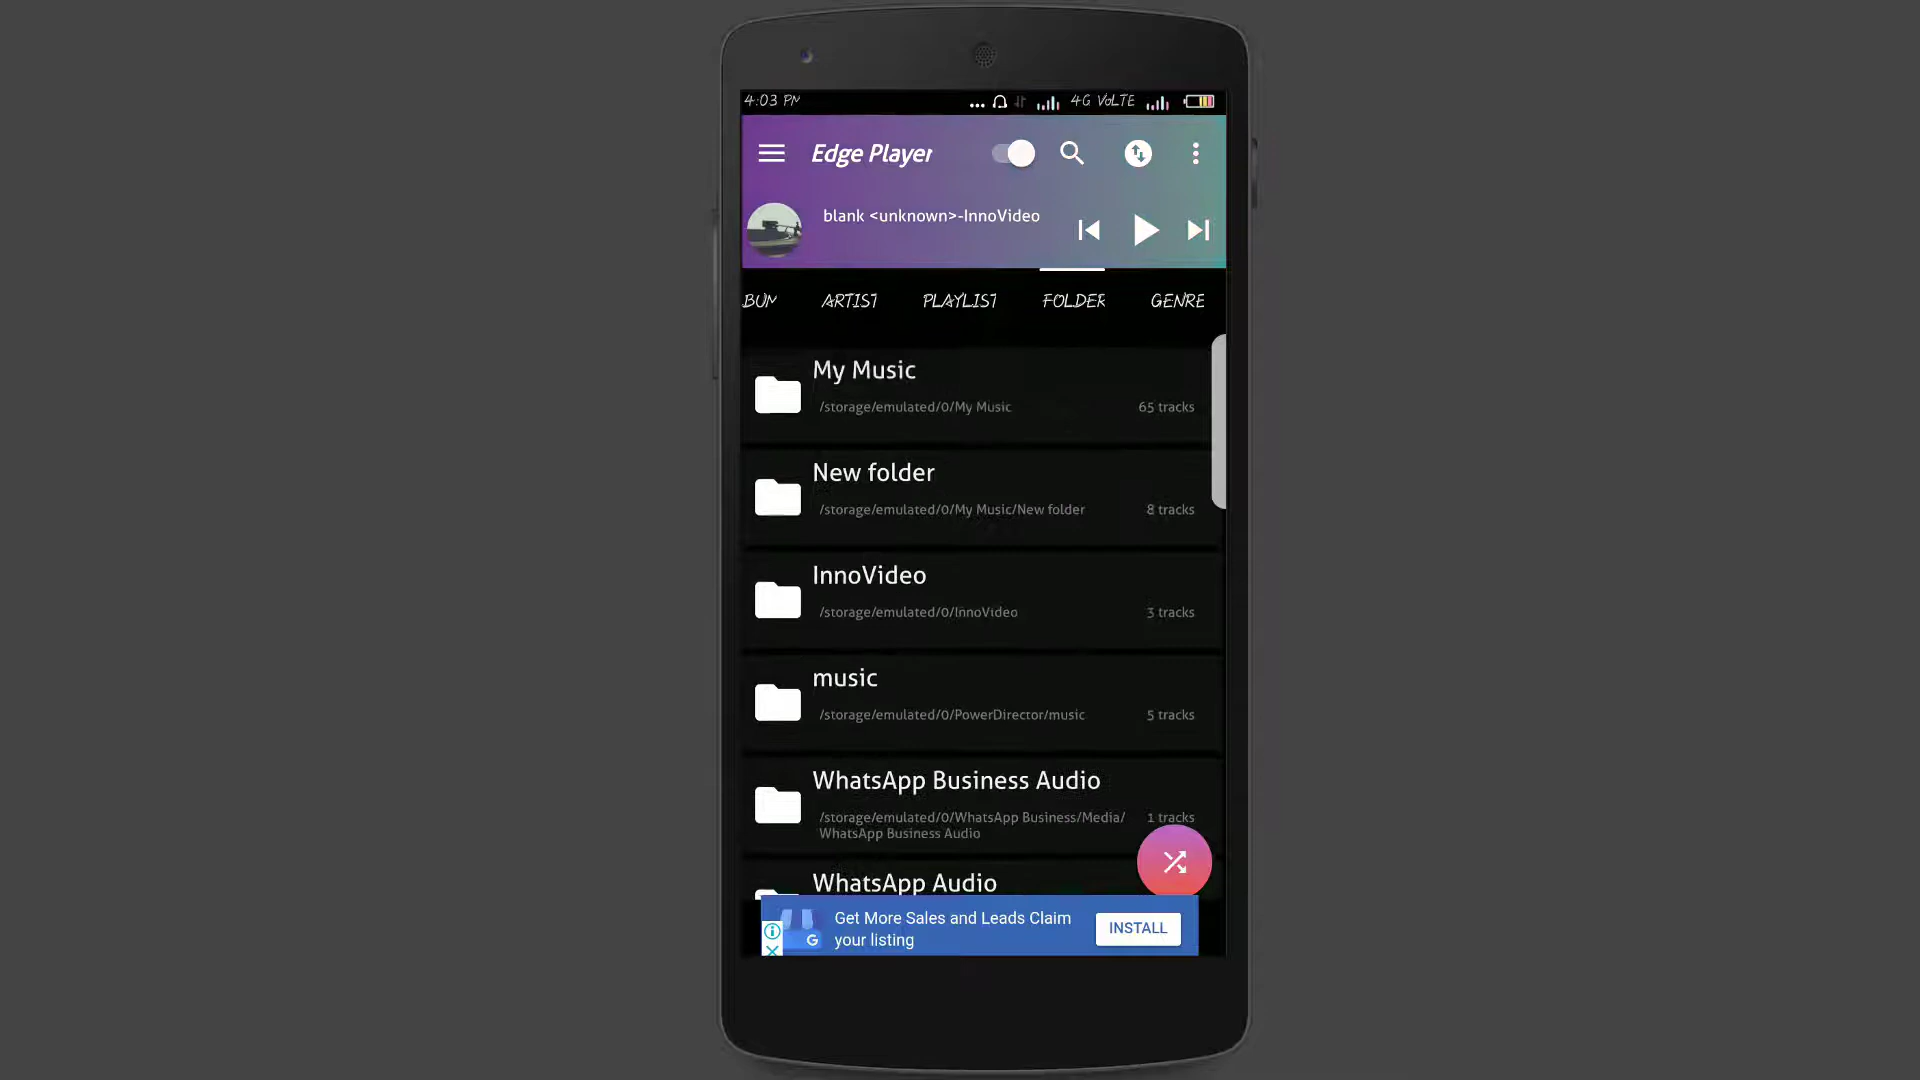 4:03 PM
4G VoLTE
Edge Player
blank <unknown>-InnoVideo
BUM
ARTIST
PLAYLIST
FOLDER
GENRE
My Music
/storage/emulated/0/My Music
65 tracks
New folder
/storage/emulated/0/My Music/New folder
8 tracks
InnoVideo
/storage/emulated/0/InnoVideo
3 tracks
music
/storage/emulated/0/PowerDirector/music
5 tracks
WhatsApp Business Audio
/storage/emulated/0/WhatsApp Business/Media/
WhatsApp Business Audio
1 tracks
WhatsApp Audio
Get More Sales and Leads Claim
your listing
G
INSTALL